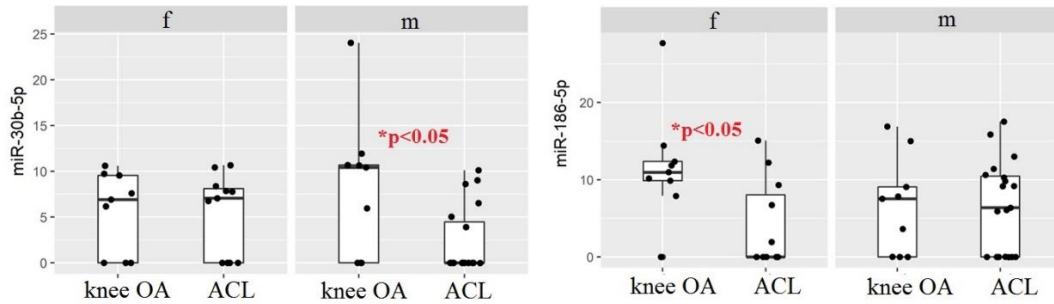 f m
miR-30b-5p
25
20
15
10
5
0
*p<0.05
knee OA ACL knee OA ACL
f m
miR-186-5p
20
10
0
*p<0.05
knee OA ACL knee OA ACL